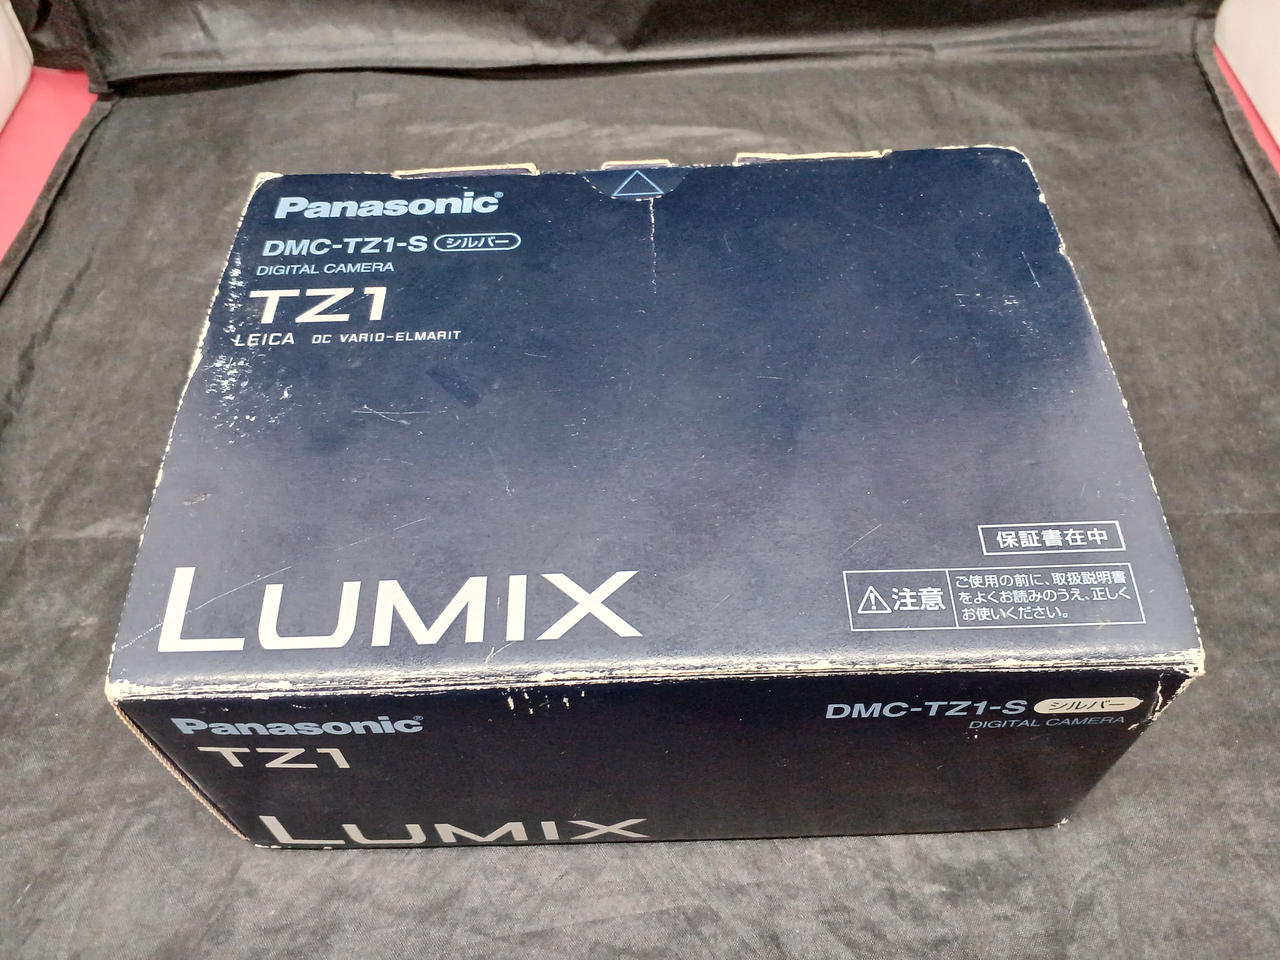 Panasonic®
DMC-TZ1-S シルバー
DIGITAL CAMERA
TZ1
LEICA DC VARIO-ELMARIT
保証書在中
注意
ご使用の前に、取扱説明書
をよくお読みのうえ、正しく
お使いください。
LUMIX
Panasonic®
DMC-TZ1-S シルバー
DIGITAL CAMERA
TZ1
LUMIX